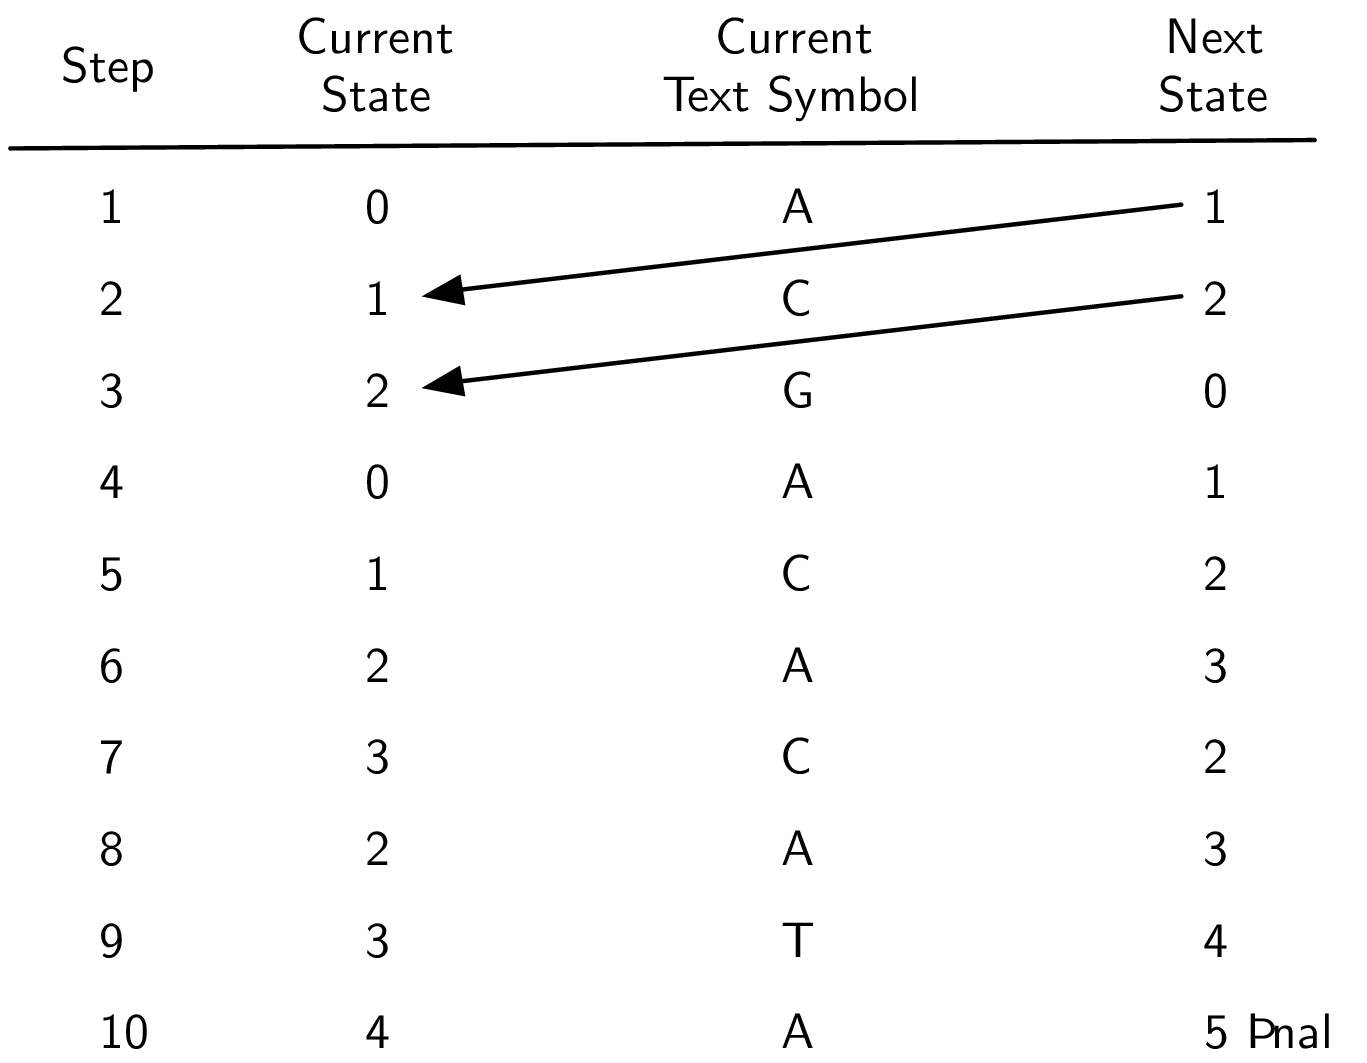 Step Current State Current Text Symbol Next State
1 0 A 1
2 1 C 2
3 2 G 0
4 0 A 1
5 1 C 2
6 2 A 3
7 3 C 2
8 2 A 3
9 3 T 4
10 4 A 5 Þnal